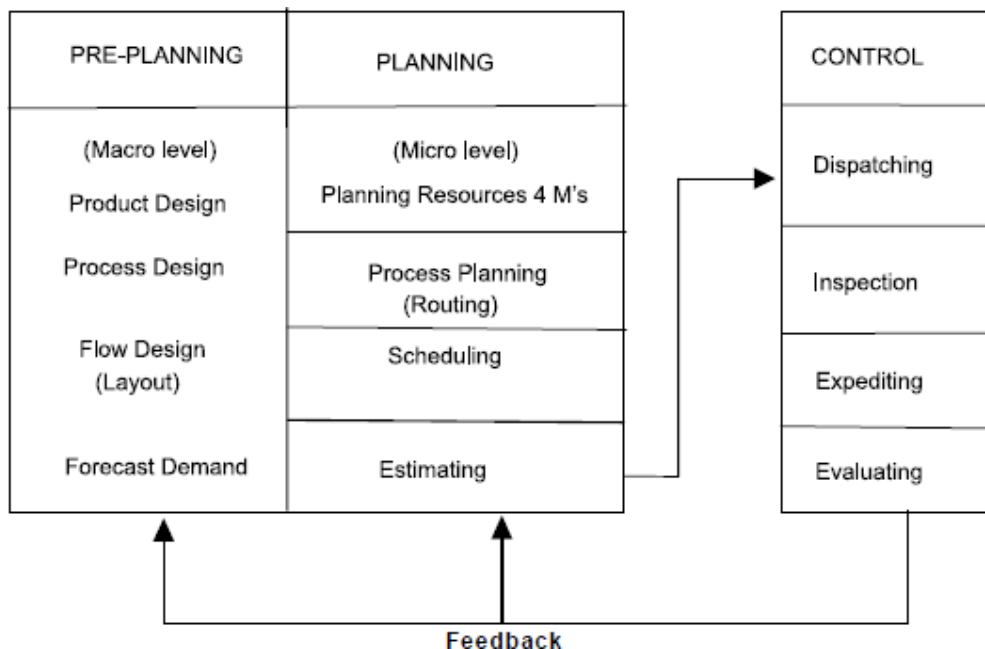 PRE-PLANNING
(Macro level)
Product Design
Process Design
Flow Design
(Layout)
Forecast Demand
PLANNING
(Micro level)
Planning Resources 4 M's
Process Planning
(Routing)
Scheduling
Estimating
CONTROL
Dispatching
Inspection
Expediting
Evaluating
Feedback